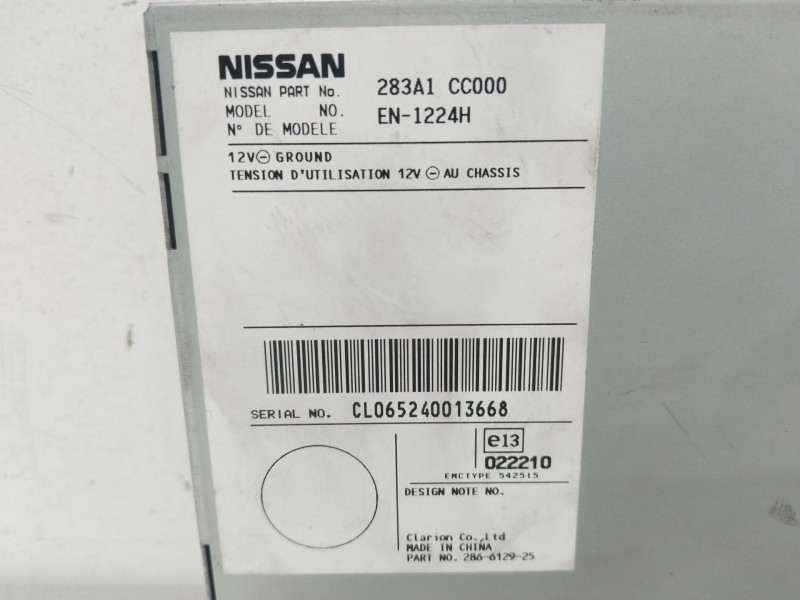 NISSAN
NISSAN PART No. 283A1 CC000
MODEL NO. EN-1224H
N° DE MODELE
12V⊖ GROUND
TENSION D'UTILISATION 12V ⊖ AU CHASSIS
SERIAL NO. CL065240013668
e13
022210
EMCTYPE 542515
DESIGN NOTE NO.
Clarion Co.,Ltd
MADE IN CHINA
PART NO. 286-6129-25